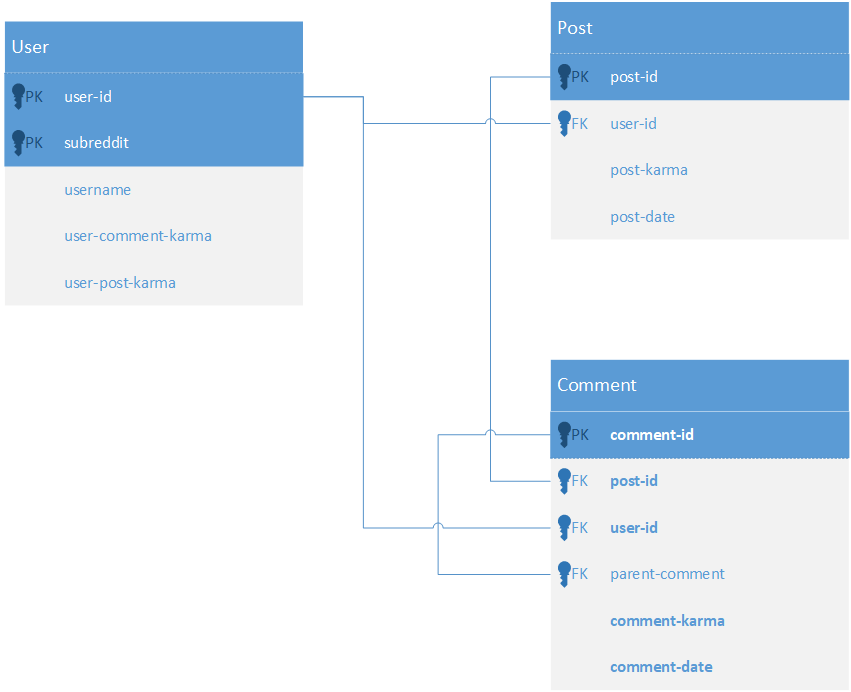 User
PK user-id
PK subreddit
username
user-comment-karma
user-post-karma
Post
PK post-id
FK user-id
post-karma
post-date
Comment
PK comment-id
FK post-id
FK user-id
FK parent-comment
comment-karma
comment-date